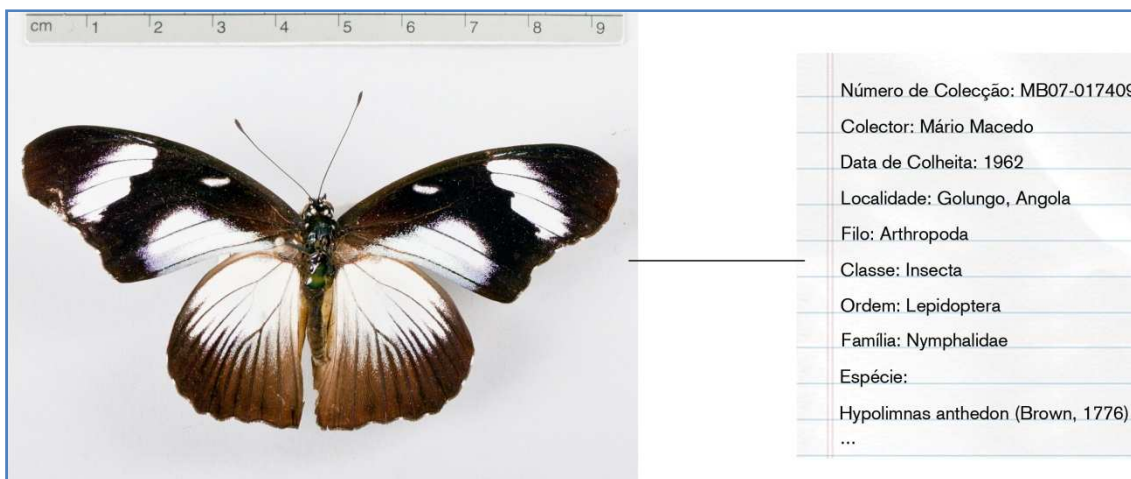 cm 1 2 3 4 5 6 7 8 9
Número de Colecção: MB07-017409
Colector: Mário Macedo
Data de Colheita: 1962
Localidade: Golungo, Angola
Filo: Arthropoda
Classe: Insecta
Ordem: Lepidoptera
Família: Nymphalidae
Espécie:
Hypolimnas anthedon (Brown, 1776)
...